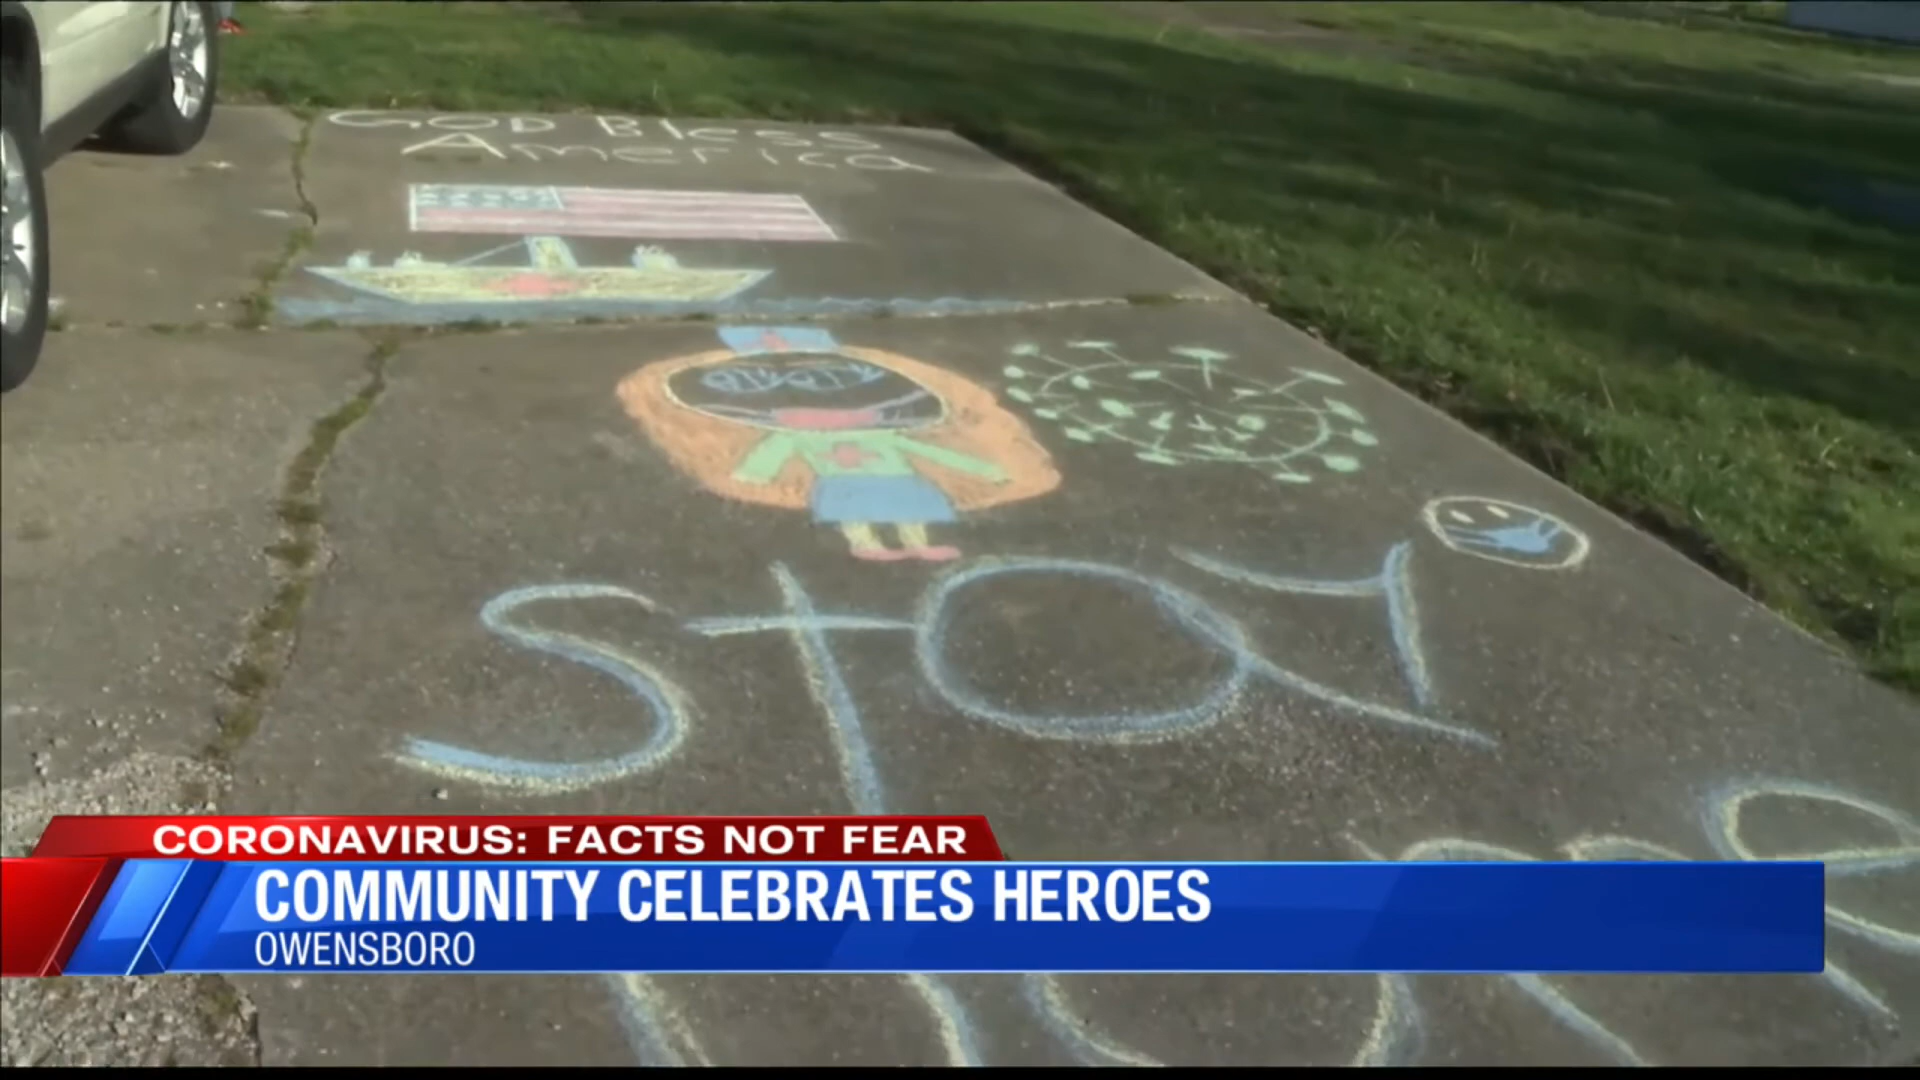 GOD Bless
America
Stay
CORONAVIRUS: FACTS NOT FEAR
COMMUNITY CELEBRATES HEROES
OWENSBORO